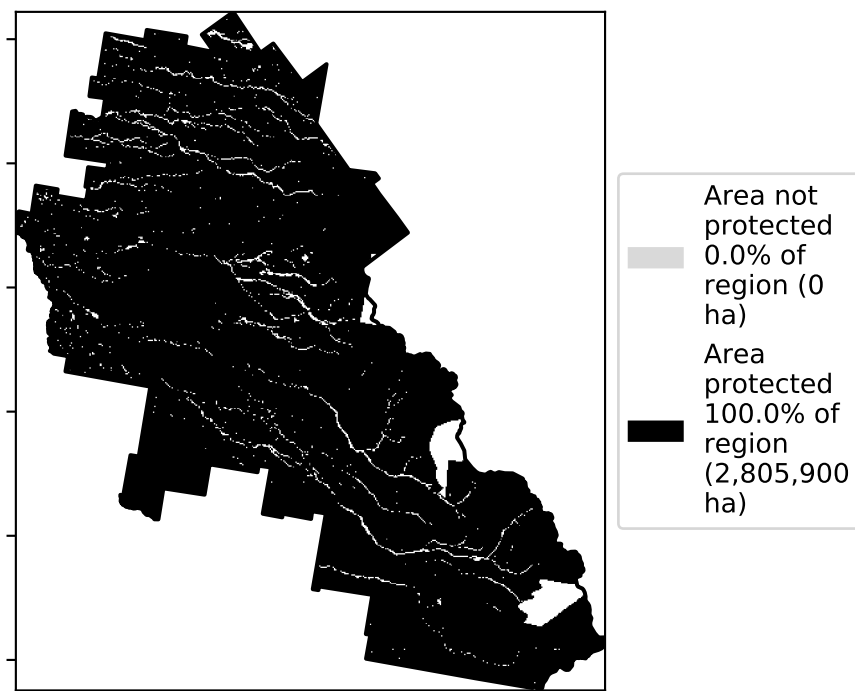 Area not
protected
0.0% of
region (0
ha)
Area
protected
100.0% of
region
(2,805,900
ha)